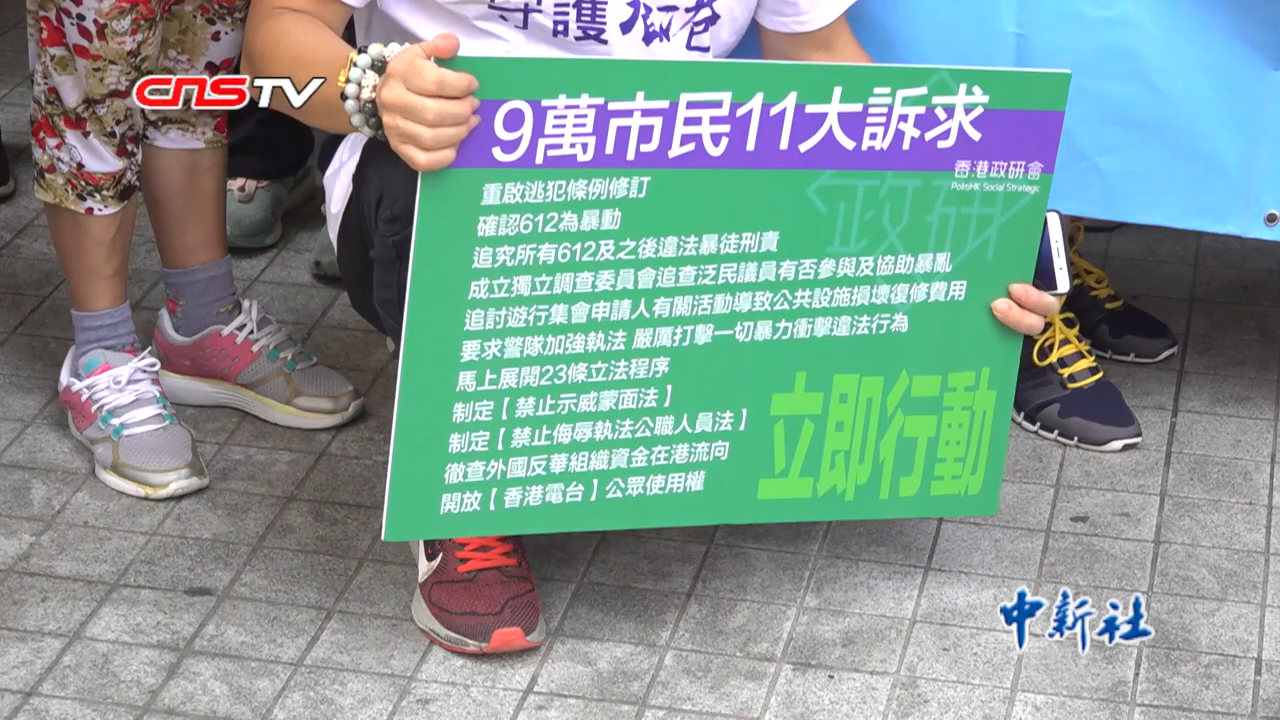 守護香港
CNSTV
9萬市民11大訴求
香港政研會
PolitiHK Social Strategic
政研
重啟逃犯條例修訂
確認612為暴動
追究所有612及之後違法暴徒刑責
成立獨立調查委員會追查泛民議員有否參與及協助暴亂
追討遊行集會申請人有關活動導致公共設施損壞復修費用
要求警隊加強執法 嚴厲打擊一切暴力衝擊違法行為
馬上展開23條立法程序
制定【禁止示威蒙面法】
制定【禁止侮辱執法公職人員法】
徹查外國反華組織資金在港流向
開放【香港電台】公眾使用權
立即行動
中新社